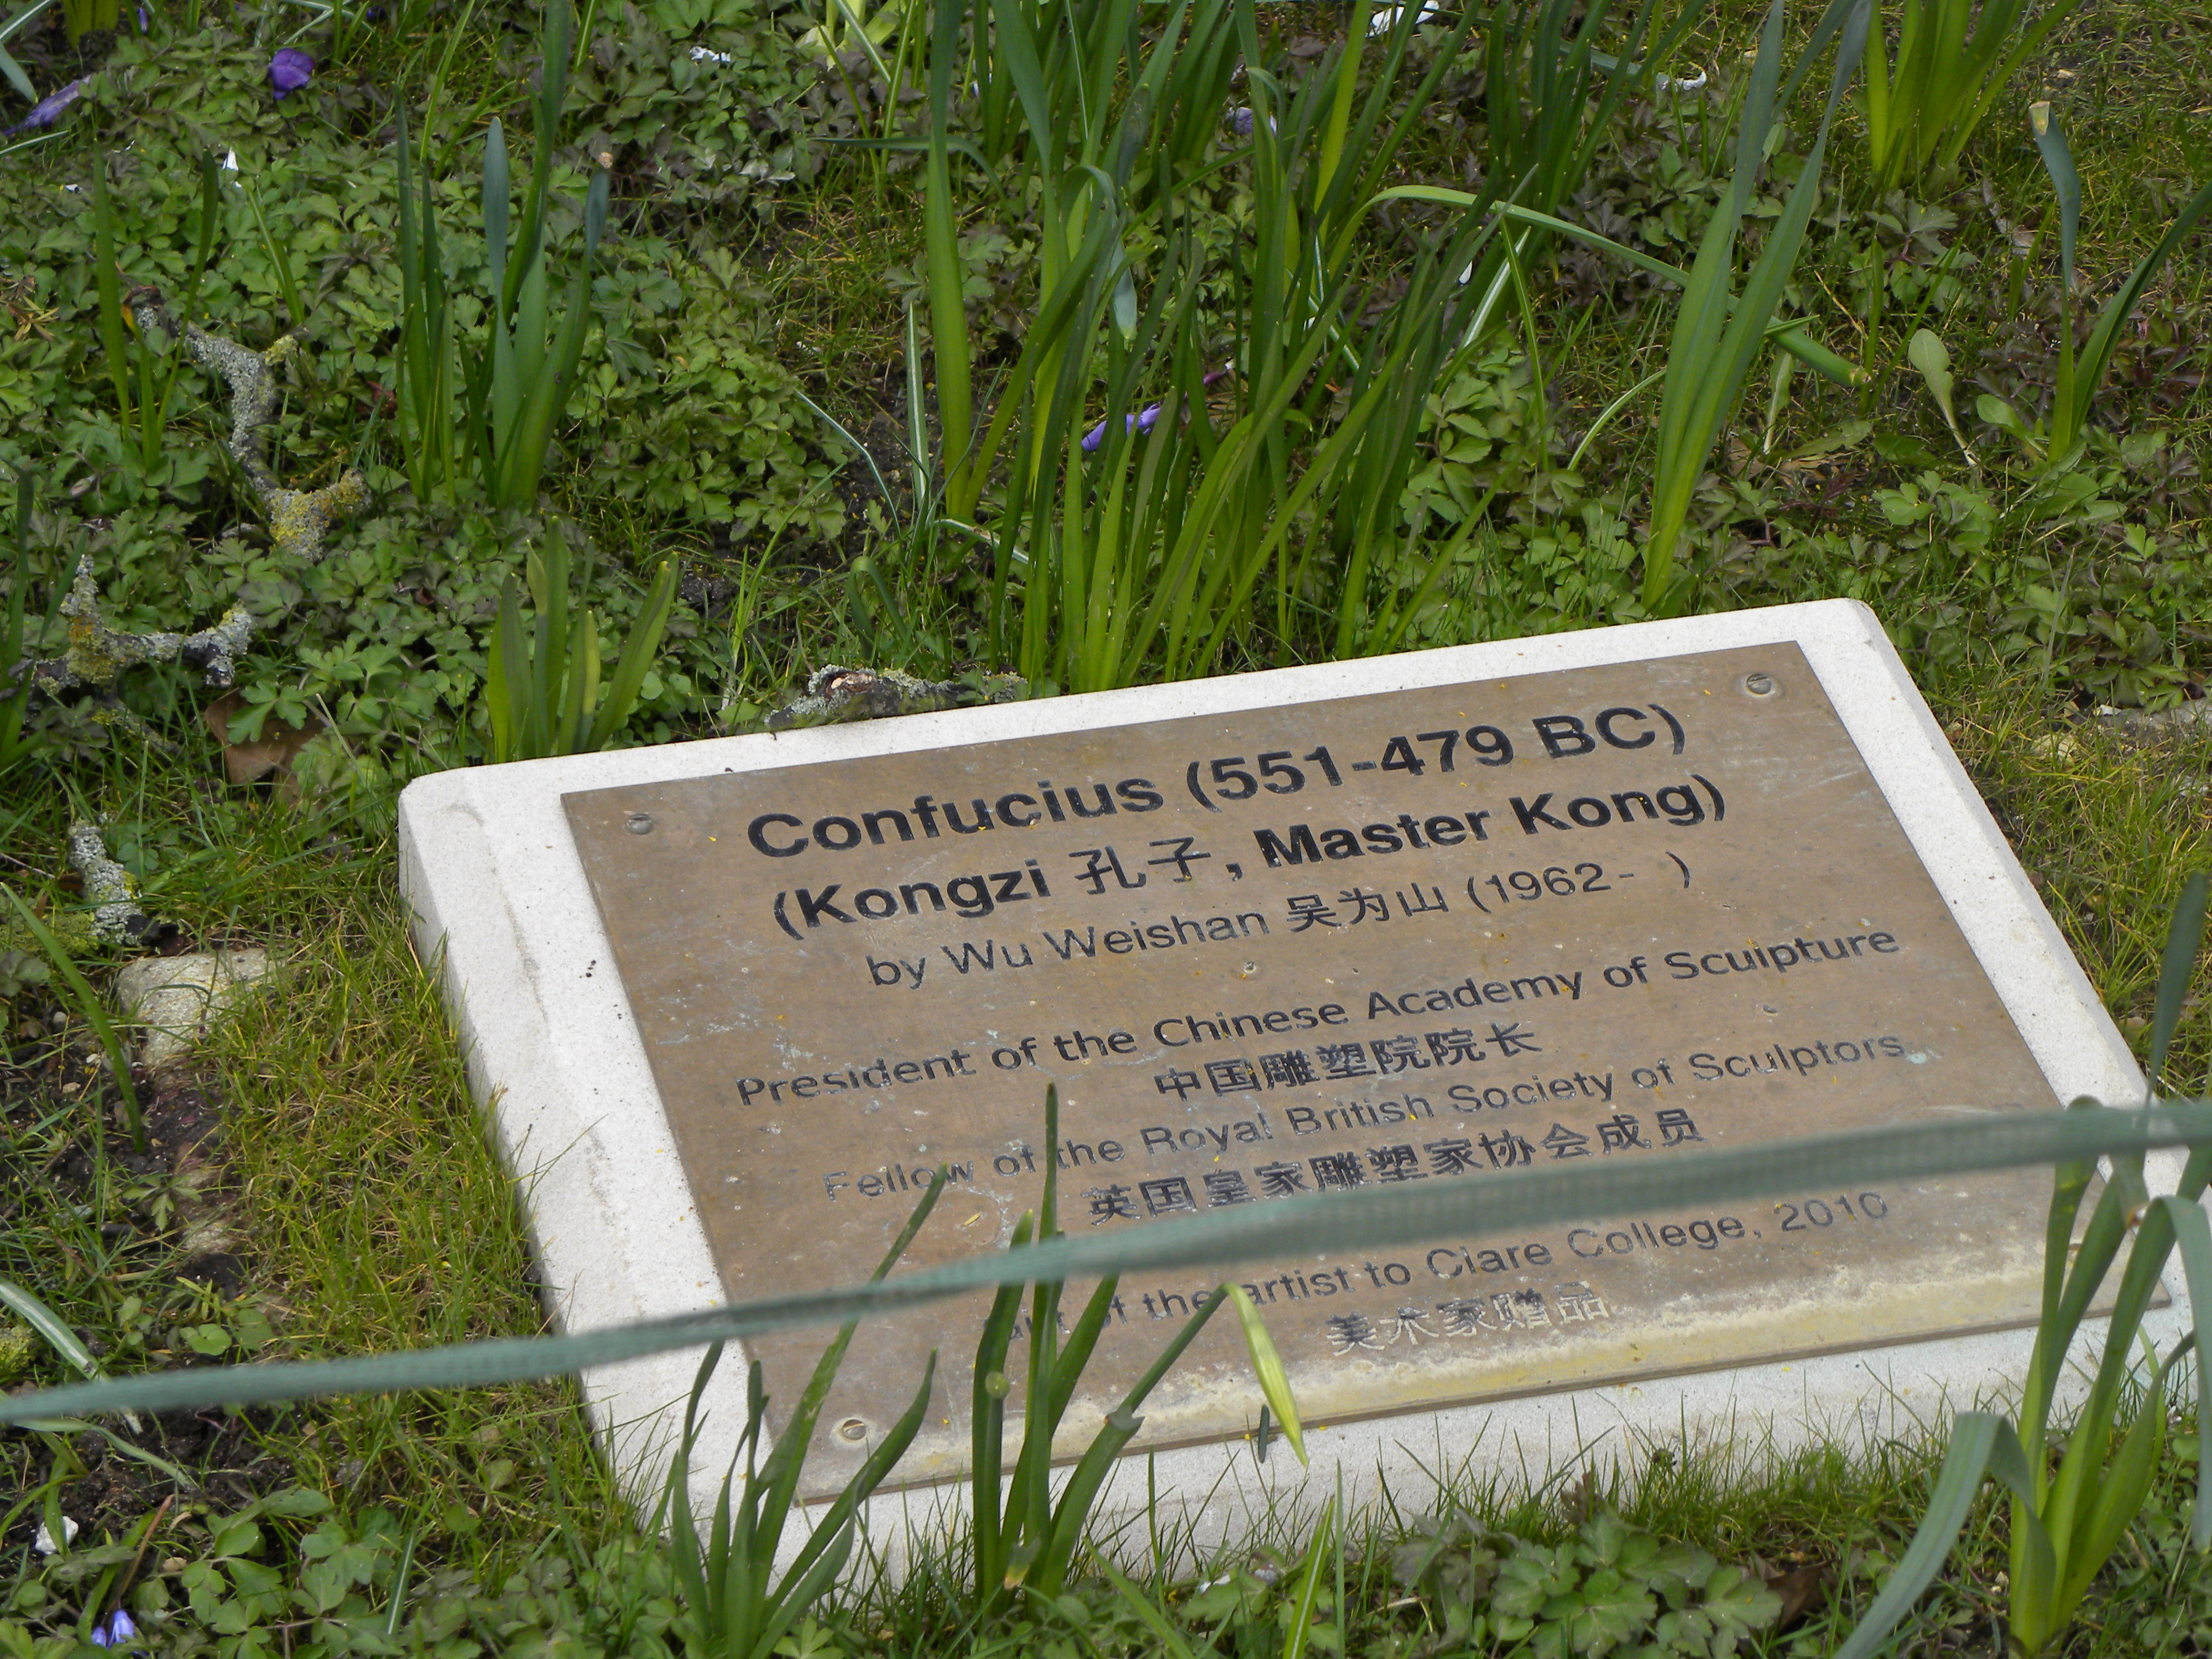 Confucius (551-479 BC)
(Kongzi 孔子, Master Kong)
by Wu Weishan 吴为山 (1962-   )
President of the Chinese Academy of Sculpture
中国雕塑院院长
Fellow of the Royal British Society of Sculptors
英国皇家雕塑家协会成员
Gift of the artist to Clare College, 2010
美术家赠品